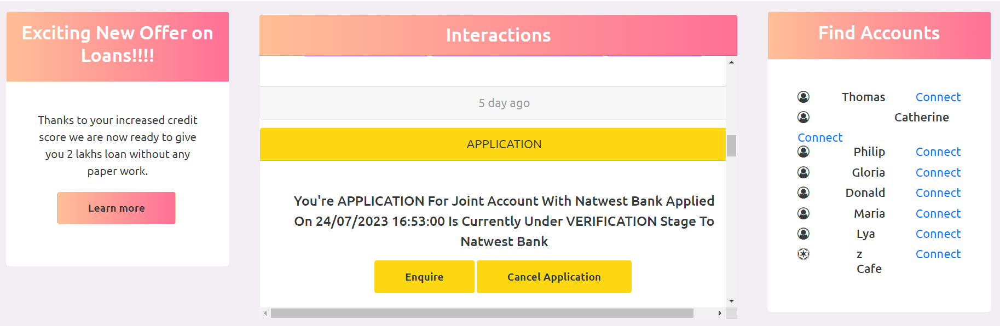 Exciting New Offer on
Loans!!!!
Thanks to your increased credit
score we are now ready to give
you 2 lakhs loan without any
paper work.
Learn more
Interactions
5 day ago
APPLICATION
You're APPLICATION For Joint Account With Natwest Bank Applied
On 24/07/2023 16:53:00 Is Currently Under VERIFICATION Stage To
Natwest Bank
Enquire Cancel Application
Find Accounts
Thomas Connect
Catherine
Connect
Philip Connect
Gloria Connect
Donald Connect
Maria Connect
Lya Connect
z Connect
Cafe